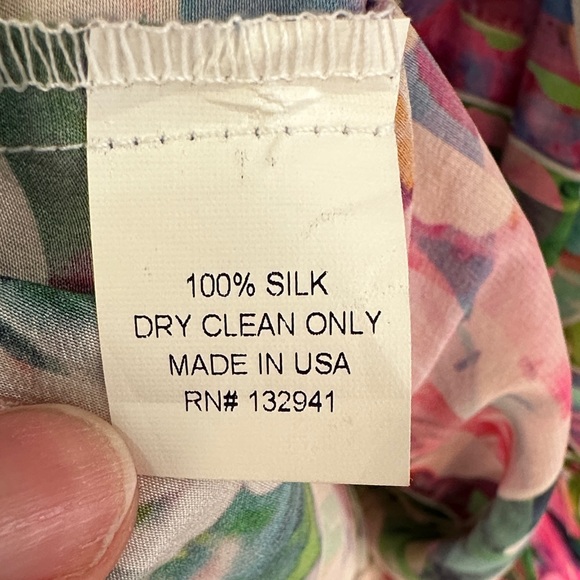 100% SILK
DRY CLEAN ONLY
MADE IN USA
RN# 132941